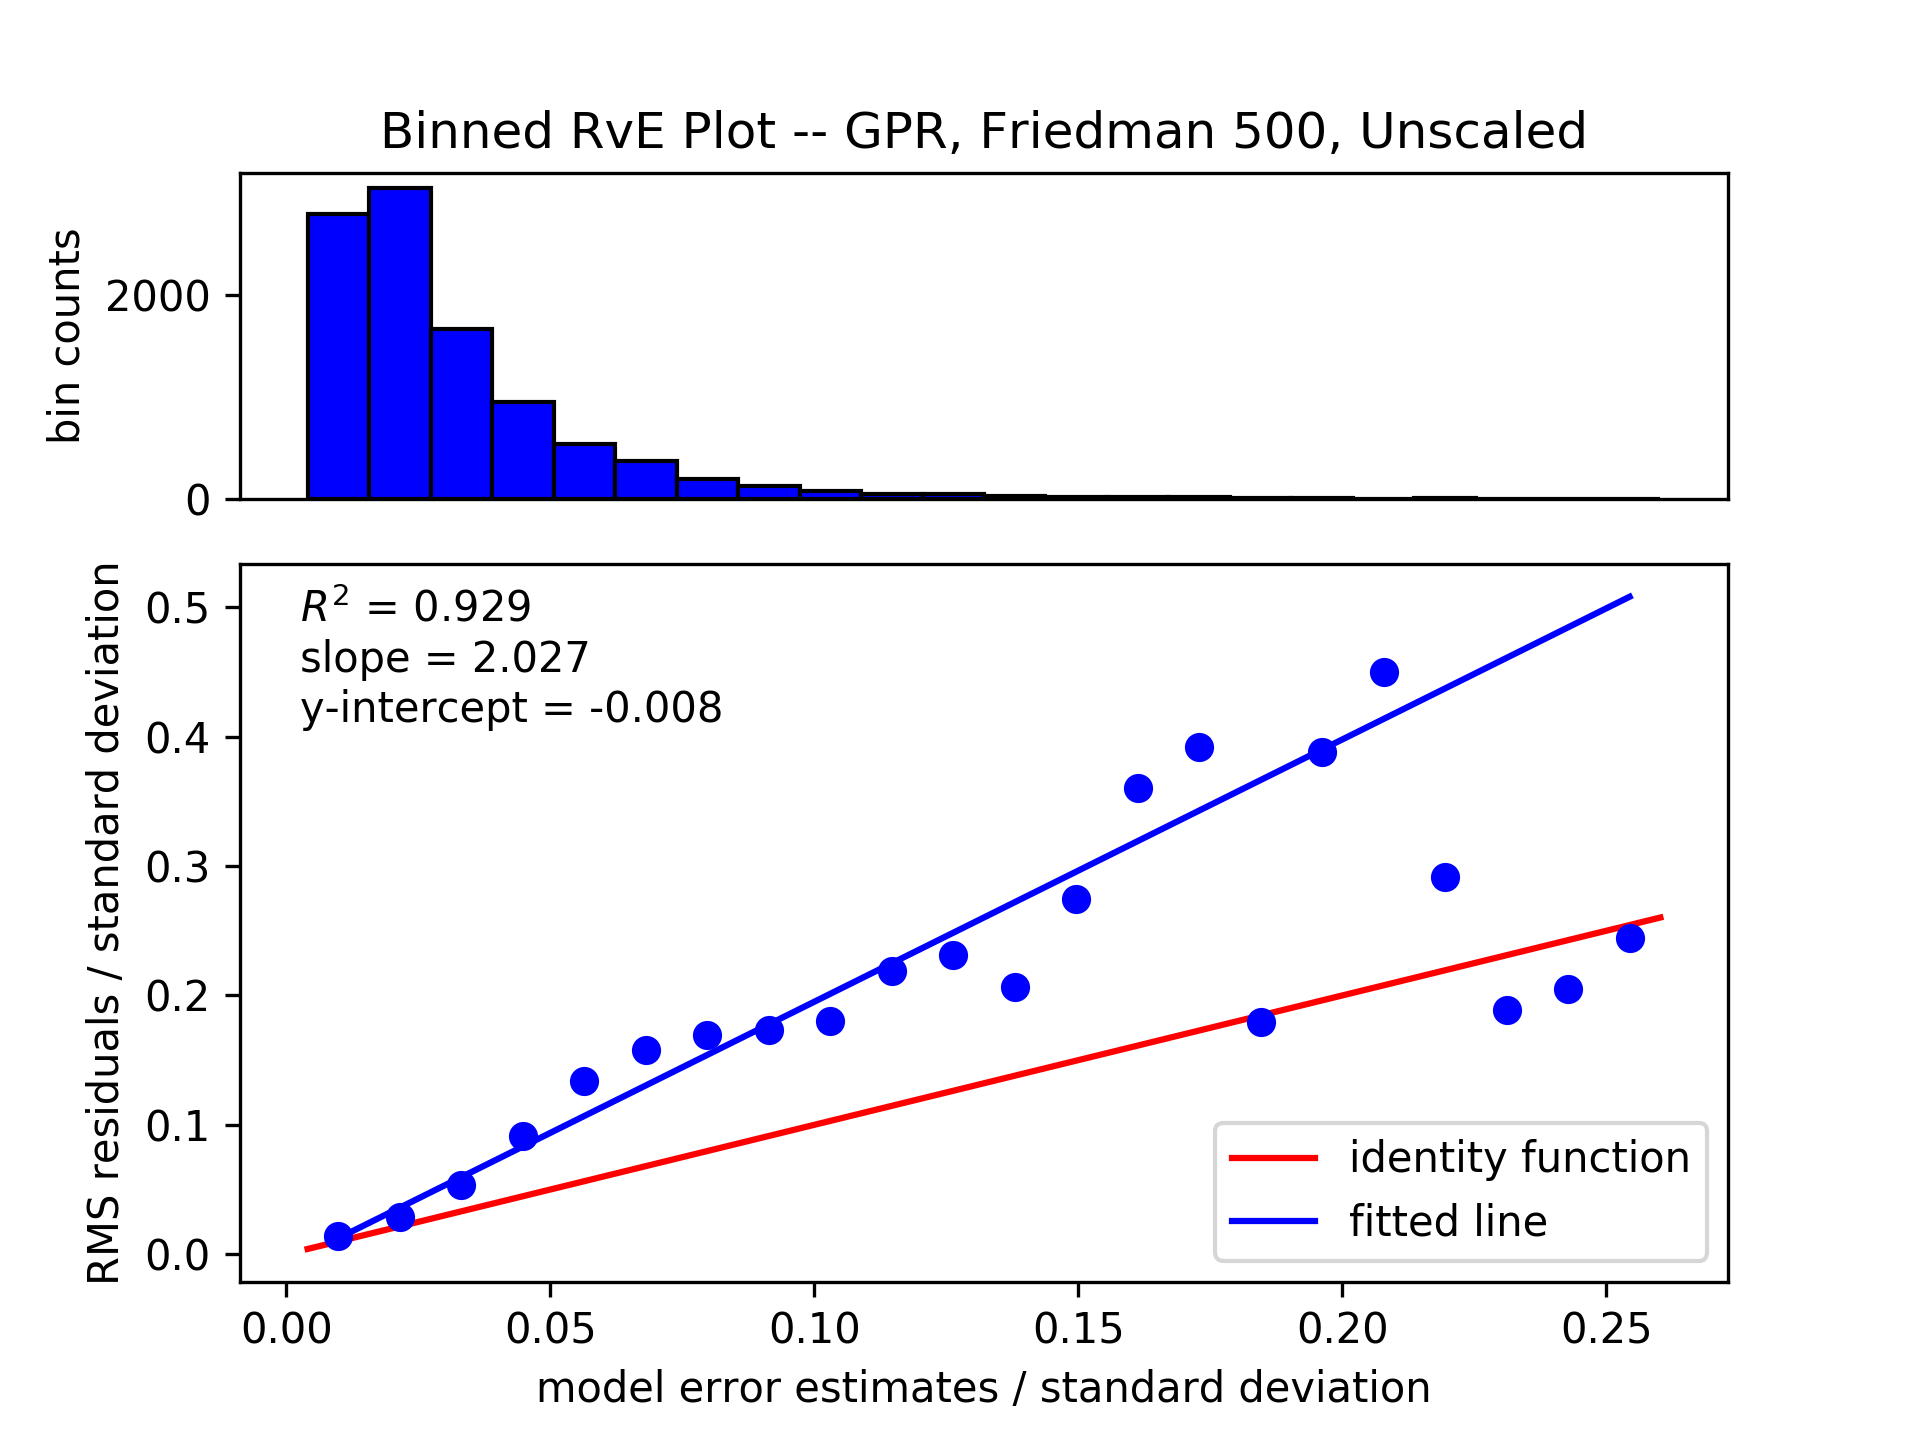 Binned RvE Plot -- GPR, Friedman 500, Unscaled
bin counts
2000
0
RMS residuals / standard deviation
0.5
0.4
0.3
0.2
0.1
0.0
R² = 0.929
slope = 2.027
y-intercept = -0.008
identity function
fitted line
0.00 0.05 0.10 0.15 0.20 0.25
model error estimates / standard deviation